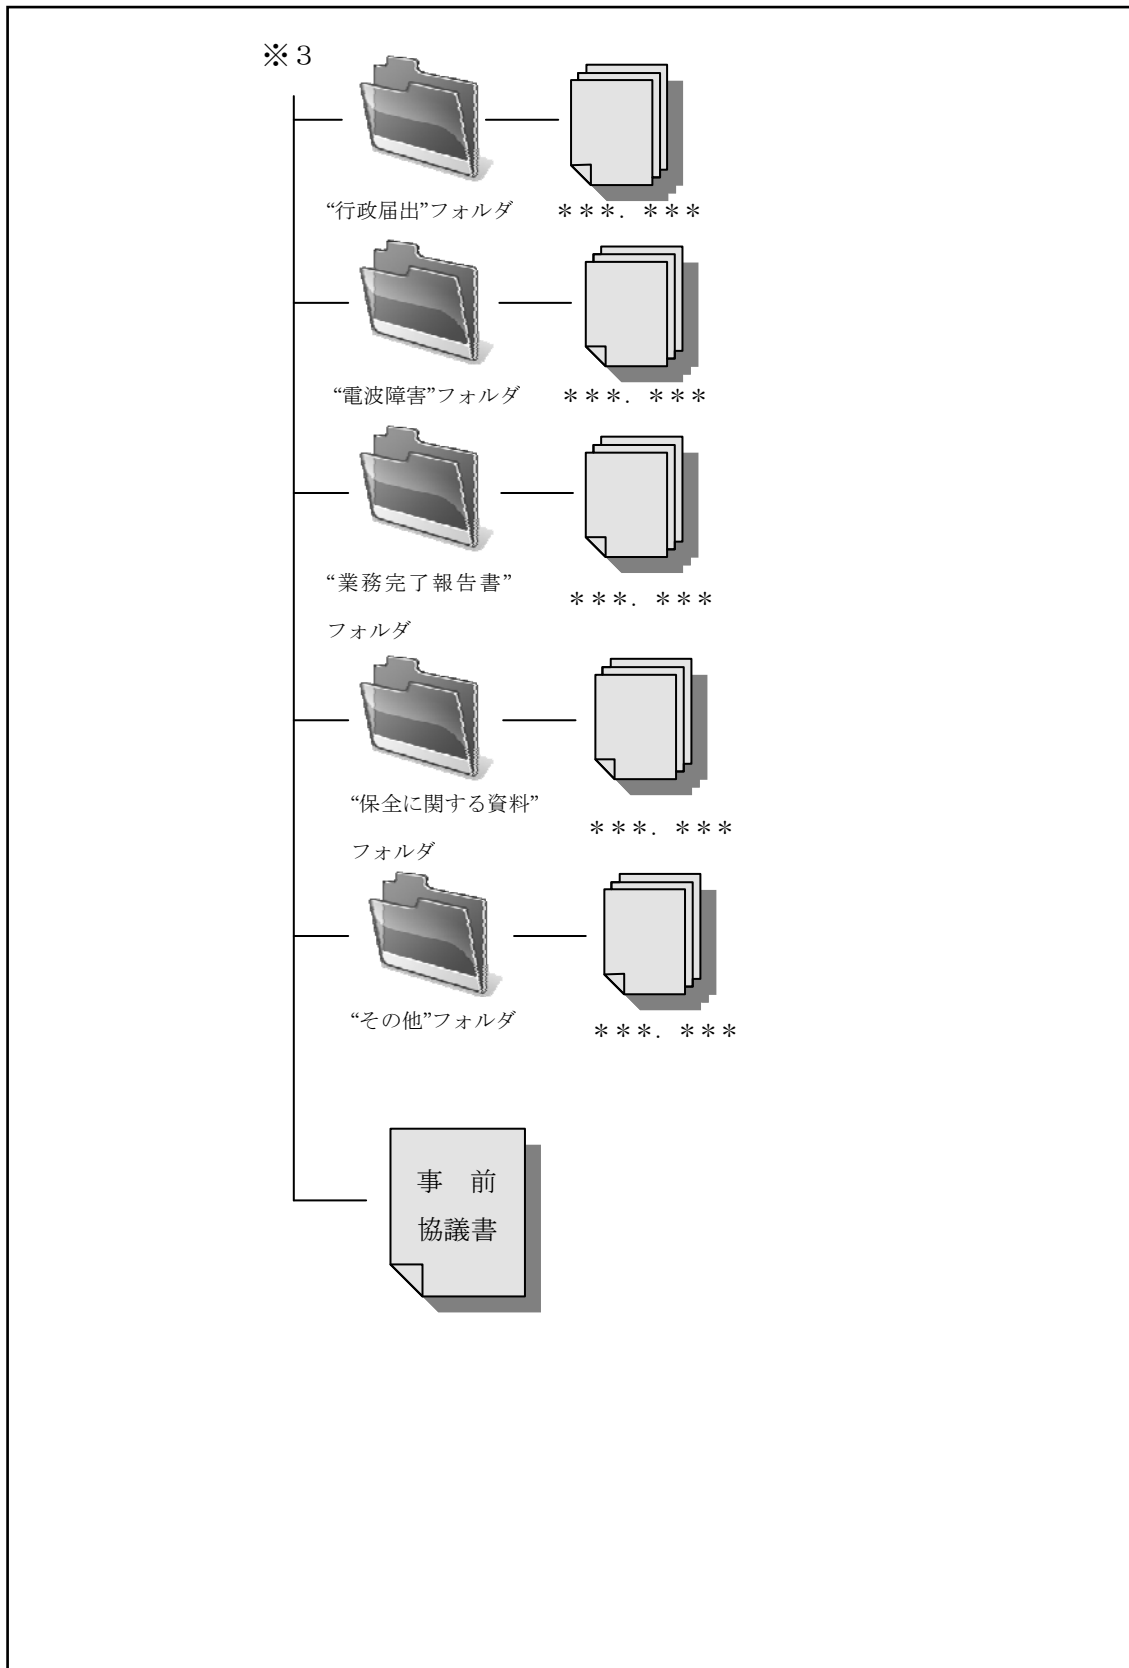 ※３
“行政届出”フォルダ
＊＊＊．＊＊＊
“電波障害”フォルダ
＊＊＊．＊＊＊
“業務完了報告書”
フォルダ
＊＊＊．＊＊＊
“保全に関する資料”
フォルダ
＊＊＊．＊＊＊
“その他”フォルダ
＊＊＊．＊＊＊
事　前
協議書